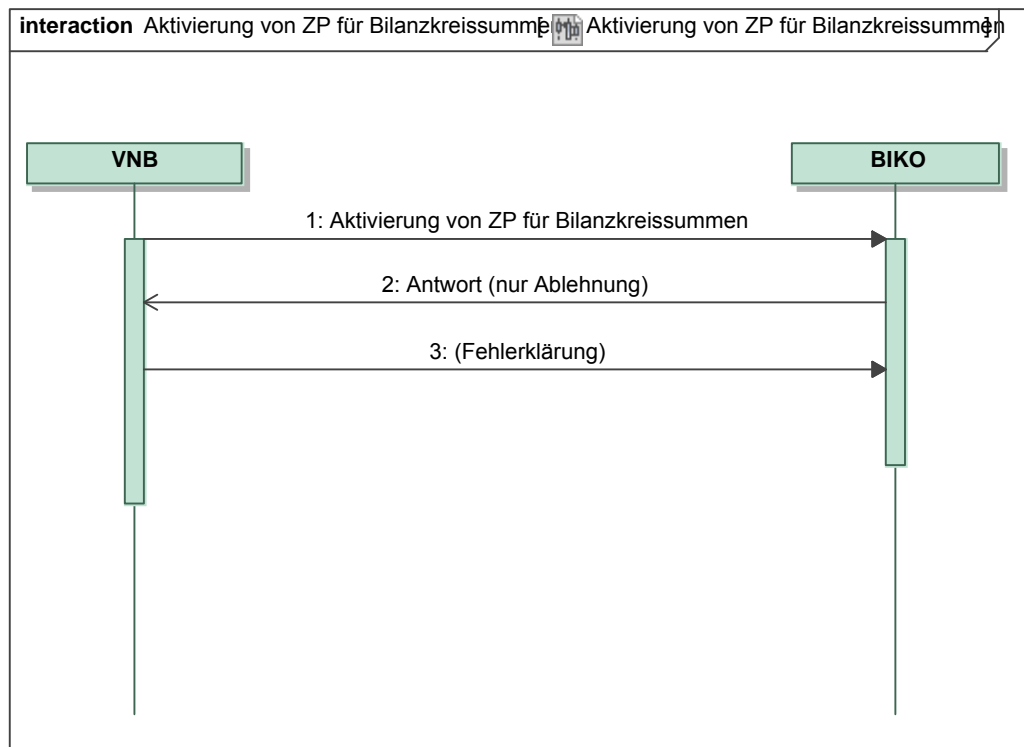 interaction Aktivierung von ZP für Bilanzkreissummen[ Aktivierung von ZP für Bilanzkreissummen]
VNB
BIKO
1: Aktivierung von ZP für Bilanzkreissummen
2: Antwort (nur Ablehnung)
3: (Fehlerklärung)